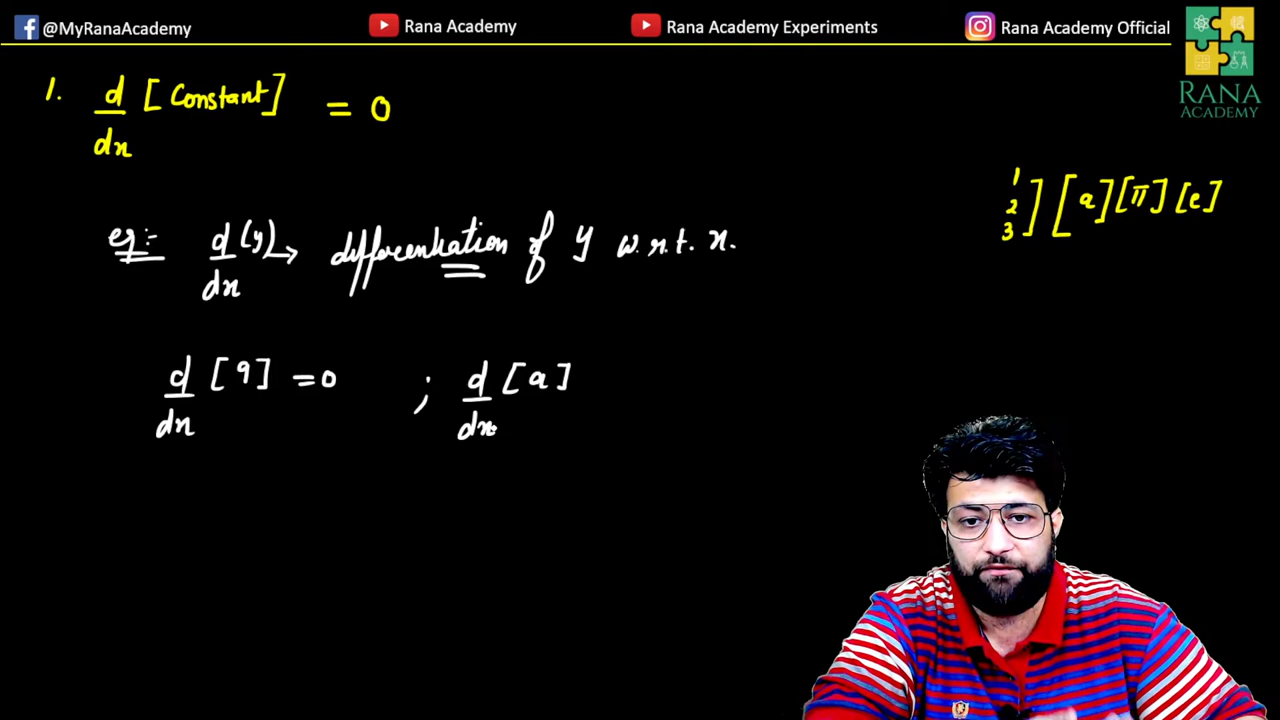 @MyRanaAcademy
Rana Academy
Rana Academy Experiments
Rana Academy Official
RANA
ACADEMY
1. d/dx [Constant] = 0
1
2 ] [a] [π] [e]
3
eg:- d/dx (y) → differentiation of y w.r.t. x.
d/dx [9] = 0 ; d/dx [a]